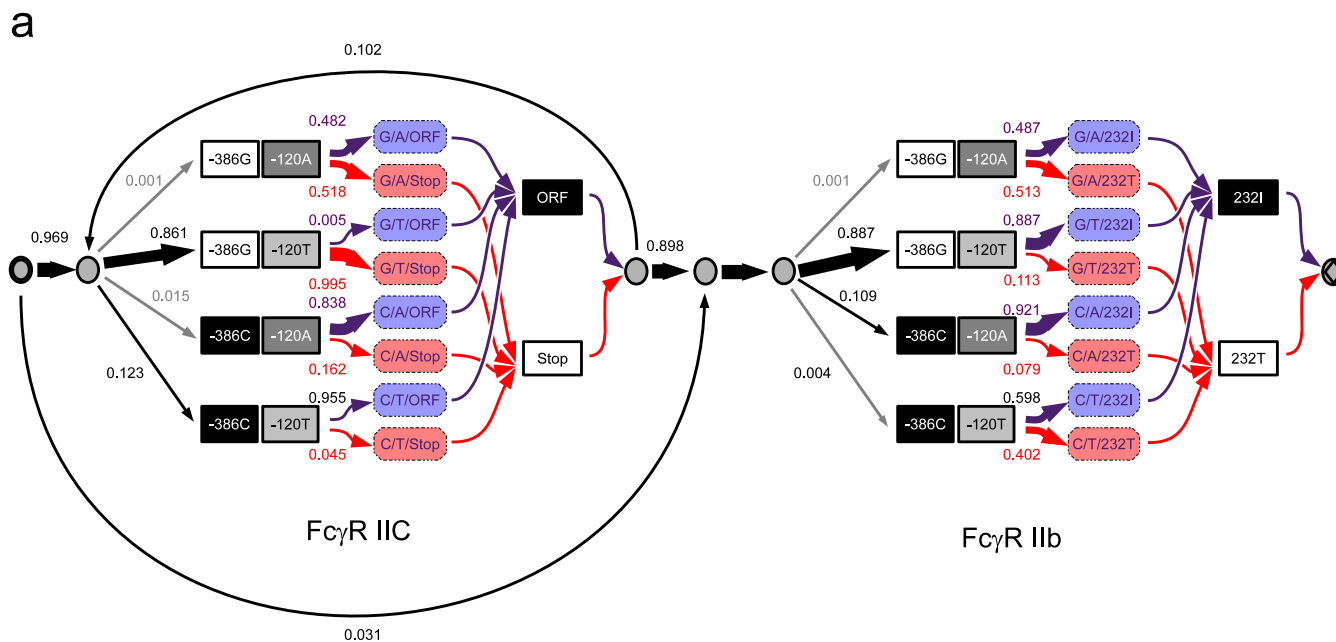 a
0.102
0.969
0.001
0.861
0.015
0.123
-386G -120A
-386G -120T
-386C -120A
-386C -120T
0.482
G/A/ORF
G/A/Stop
0.518
0.005
G/T/ORF
G/T/Stop
0.995
0.838
C/A/ORF
C/A/Stop
0.162
0.955
C/T/ORF
C/T/Stop
0.045
ORF
Stop
0.898
FcγR IIC
0.031
0.001
0.887
0.109
0.004
-386G -120A
-386G -120T
-386C -120A
-386C -120T
0.487
G/A/232I
G/A/232T
0.513
0.887
G/T/232I
G/T/232T
0.113
0.921
C/A/232I
C/A/232T
0.079
0.598
C/T/232I
C/T/232T
0.402
232I
232T
FcγR IIb